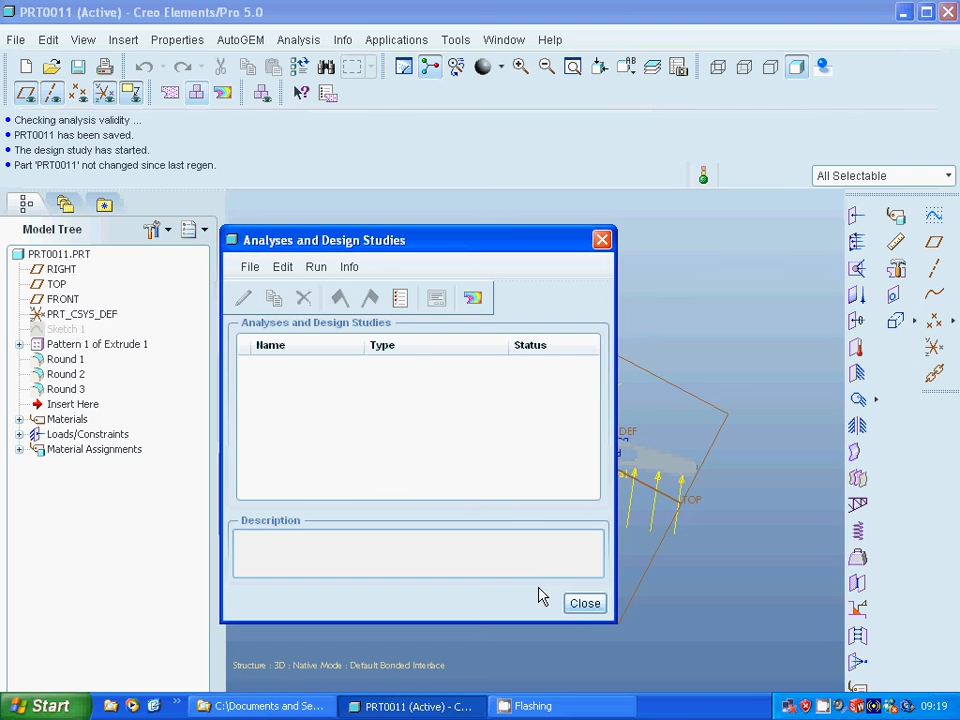 PRT0011 (Active) - Creo Elements/Pro 5.0
File Edit View Insert Properties AutoGEM Analysis Info Applications Tools Window Help
Checking analysis validity ...
PRT0011 has been saved.
The design study has started.
Part 'PRT0011' not changed since last regen.
All Selectable
Model Tree
PRT0011.PRT
RIGHT
TOP
FRONT
PRT_CSYS_DEF
Sketch 1
Pattern 1 of Extrude 1
Round 1
Round 2
Round 3
Insert Here
Materials
Loads/Constraints
Material Assignments
Analyses and Design Studies
File Edit Run Info
Analyses and Design Studies
Name Type Status
Description
Close
DEF
TOP
Structure : 3D : Native Mode : Default Bonded Interface
Start
C:\Documents and Se...
PRT0011 (Active) - C...
Flashing
09:19